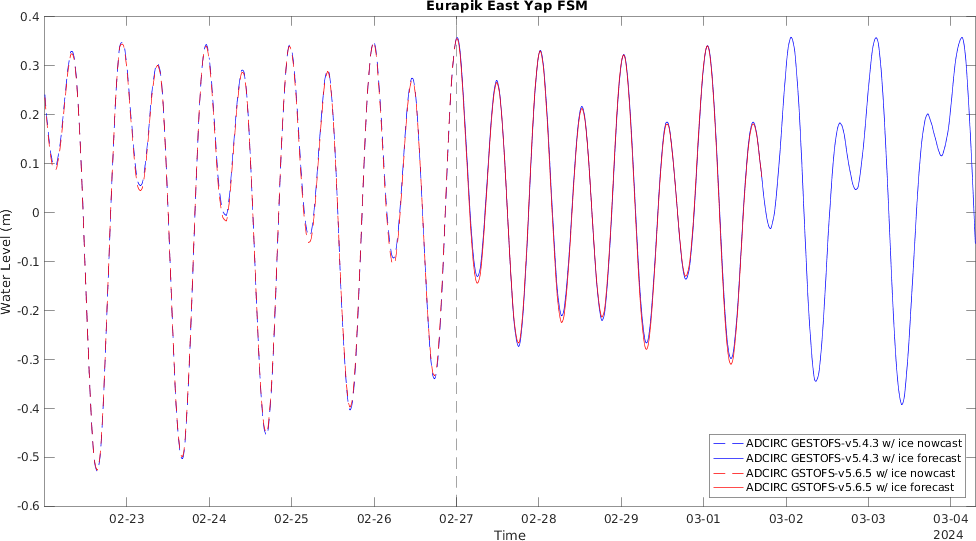 Eurapik East Yap FSM
Water Level (m)
0.4
0.3
0.2
0.1
0
-0.1
-0.2
-0.3
-0.4
-0.5
-0.6
ADCIRC GESTOFS-v5.4.3 w/ ice nowcast
ADCIRC GESTOFS-v5.4.3 w/ ice forecast
ADCIRC GSTOFS-v5.6.5 w/ ice nowcast
ADCIRC GSTOFS-v5.6.5 w/ ice forecast
02-23 02-24 02-25 02-26 02-27 02-28 02-29 03-01 03-02 03-03 03-04
Time
2024